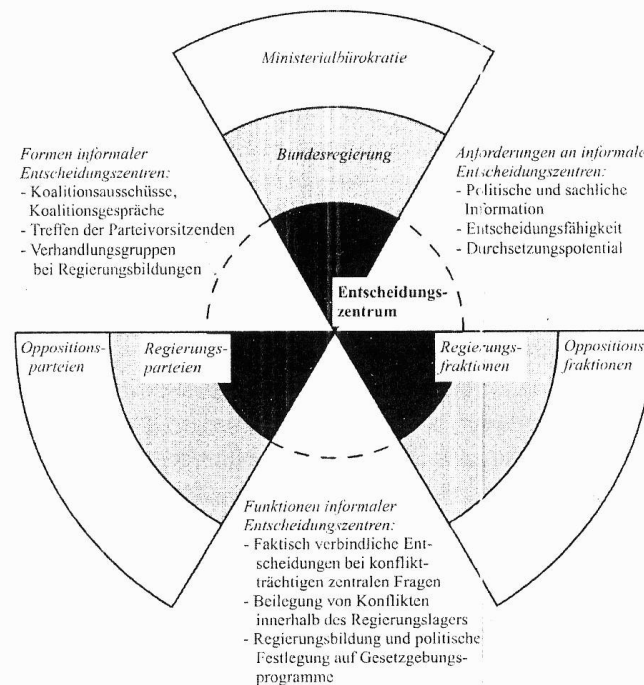 Ministerialbürokratie
Bundesregierung
Formen informaler
Entscheidungszentren:
- Koalitionsausschüsse,
Koalitionsgespräche
- Treffen der Parteivorsitzenden
- Verhandlungsgruppen
bei Regierungsbildungen
Anforderungen an informale
Entscheidungszentren:
- Politische und sachliche
Information
- Entscheidungsfähigkeit
- Durchsetzungspotential
Entscheidungs-
zentrum
Oppositions-
parteien
Regierungs-
parteien
Regierungs-
fraktionen
Oppositions-
fraktionen
Funktionen informaler
Entscheidungszentren:
- Faktisch verbindliche Ent-
scheidungen bei konflikt-
trächtigen zentralen Fragen
- Beilegung von Konflikten
innerhalb des Regierungslagers
- Regierungsbildung und politische
Festlegung auf Gesetzgebungs-
programme